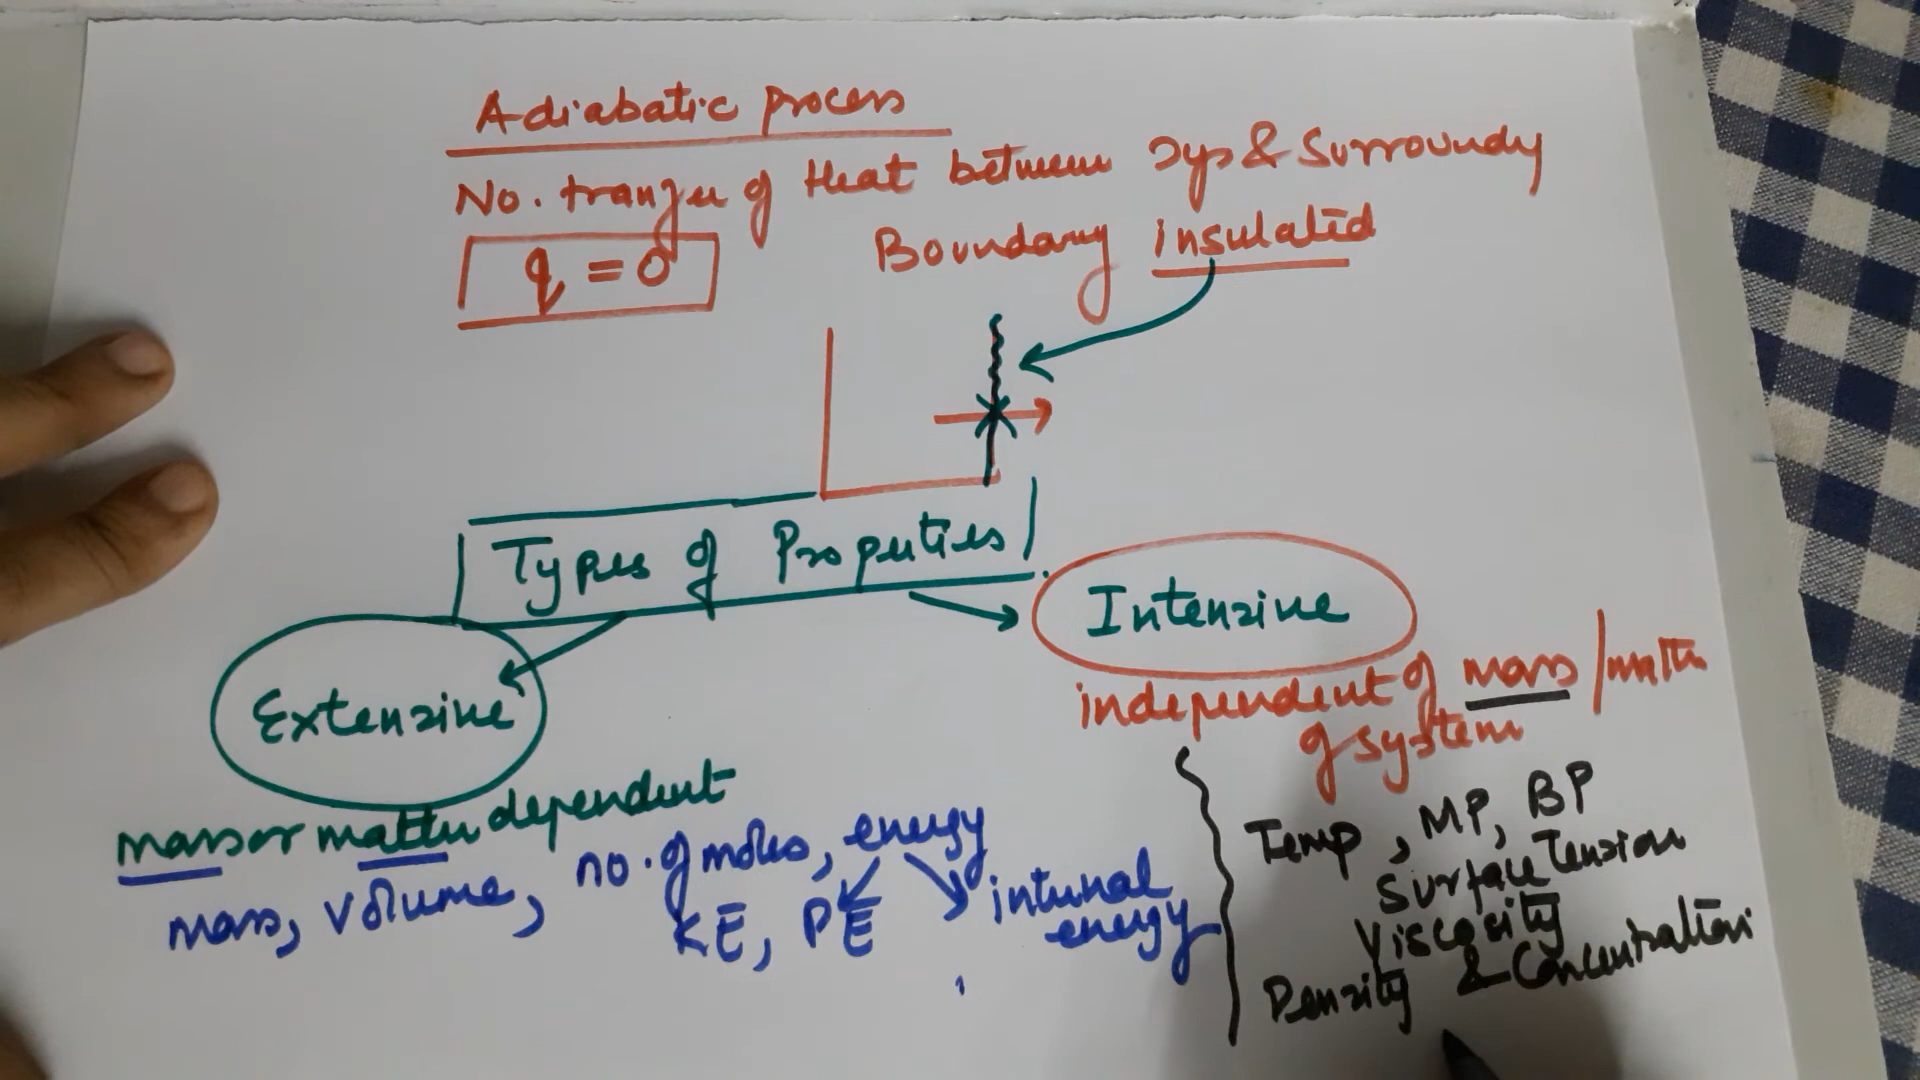 Adiabatic process
No. tranfer of Heat between sys & Surroundg
q = 0
Boundary insulated
Types of Properties
Extensive
Intensive
mass or matter dependent
mass, volume, no. of moles, energy
KE, PE
internal
energy
independent of mass / matter
of system
Temp, MP, BP
Surface Tension
Viscosity
Density & Concentration